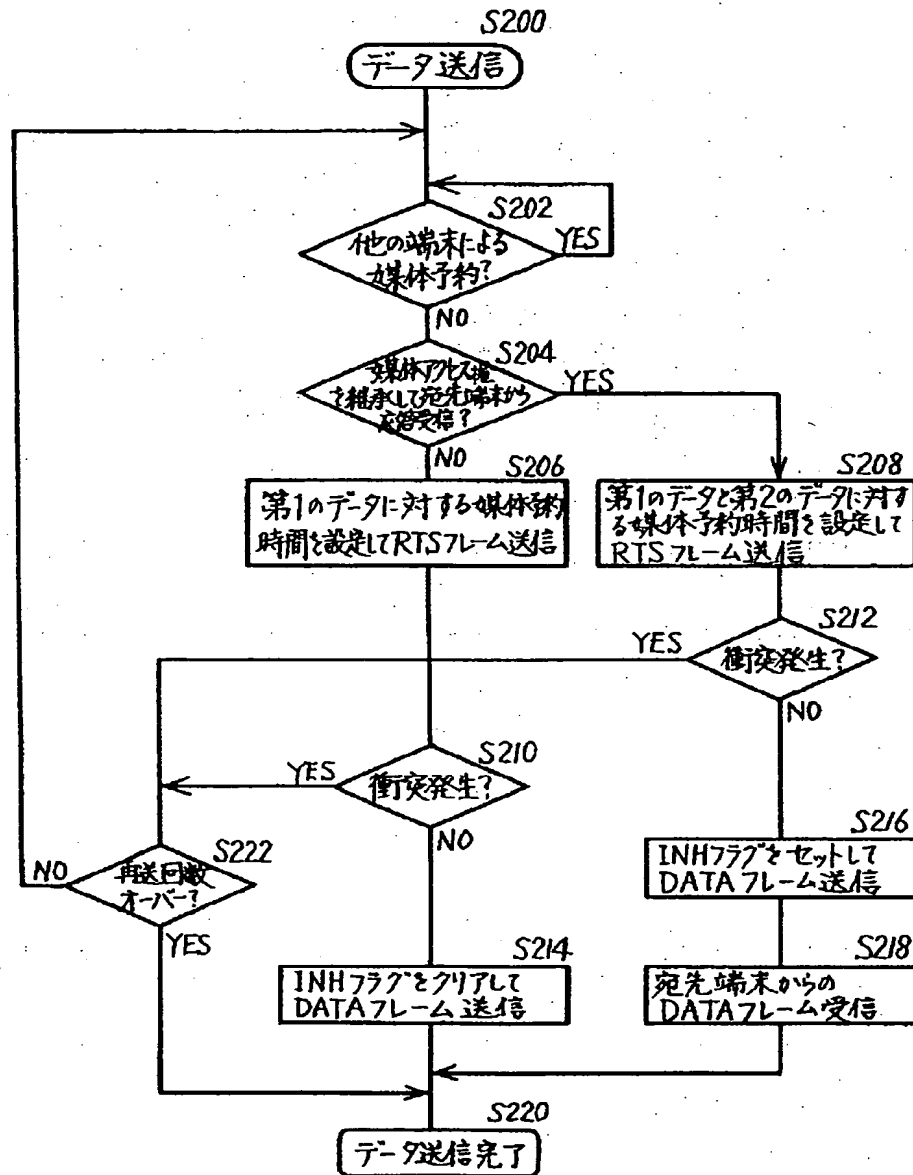 S200
データ送信
S202
他の端末による
媒体予約?
YES
NO
S204
媒体アクセス権
を継承して宛先端末から
応答受信?
YES
NO
S206
第1のデータに対する媒体予約
時間を設定してRTSフレーム送信
S208
第1のデータと第2のデータに対す
る媒体予約時間を設定して
RTSフレーム送信
S212
衝突発生?
YES
NO
S210
衝突発生?
YES
NO
S222
再送回数
オーバー?
NO
YES
S216
INHフラグをセットして
DATAフレーム送信
S214
INHフラグをクリアして
DATAフレーム送信
S218
宛先端末からの
DATAフレーム受信
S220
データ送信完了